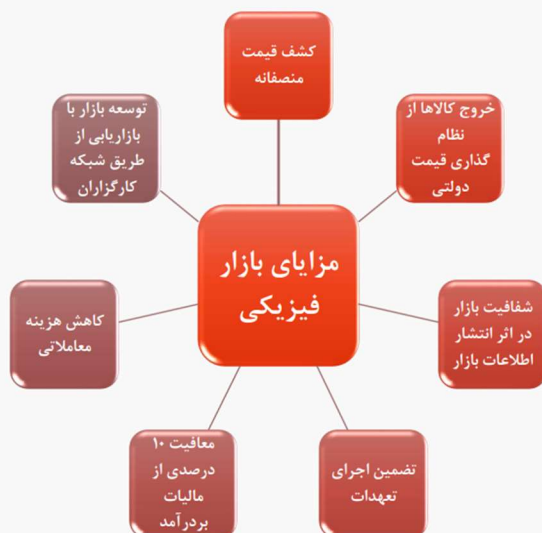 کشف قیمت
منصفانه
خروج کالاها از
نظام
گذاری قیمت
دولتی
شفافیت بازار
در اثر انتشار
اطلاعات بازار
تضمین اجرای
تعهدات
معافیت ۱۰
درصدی از
مالیات
بردرآمد
کاهش هزینه
معاملاتی
توسعه بازار با
بازاریابی از
طریق شبکه
کارگزاران
مزایای بازار
فیزیکی